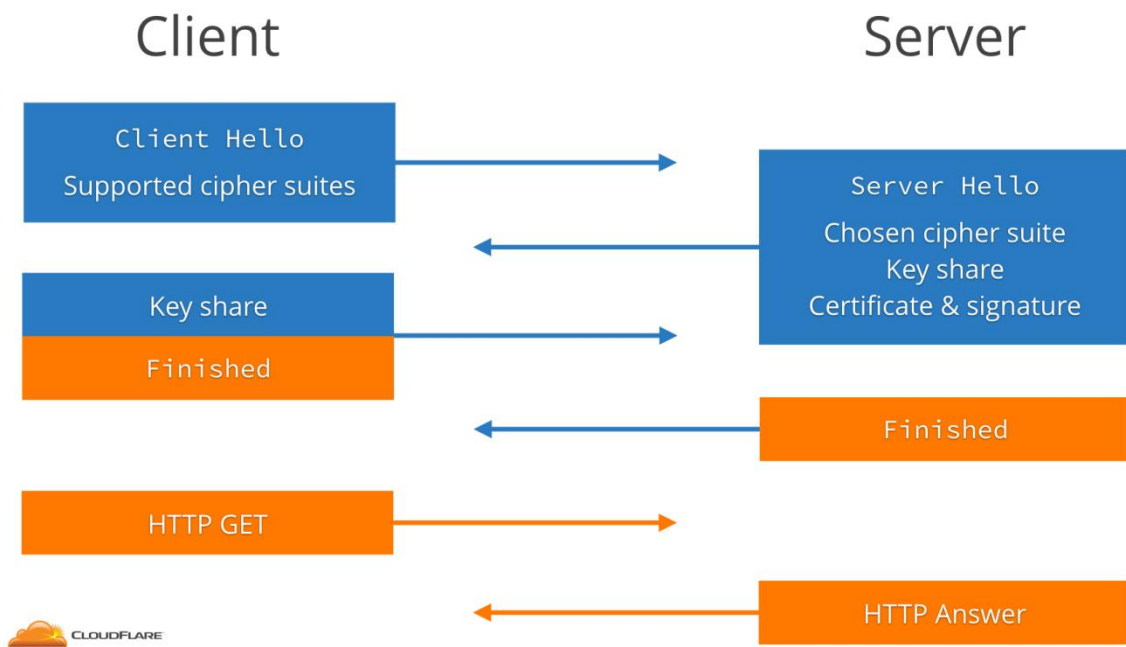 Client
Server
Client Hello
Supported cipher suites
Server Hello
Chosen cipher suite
Key share
Certificate & signature
Key share
Finished
Finished
HTTP GET
HTTP Answer
CLOUDFLARE